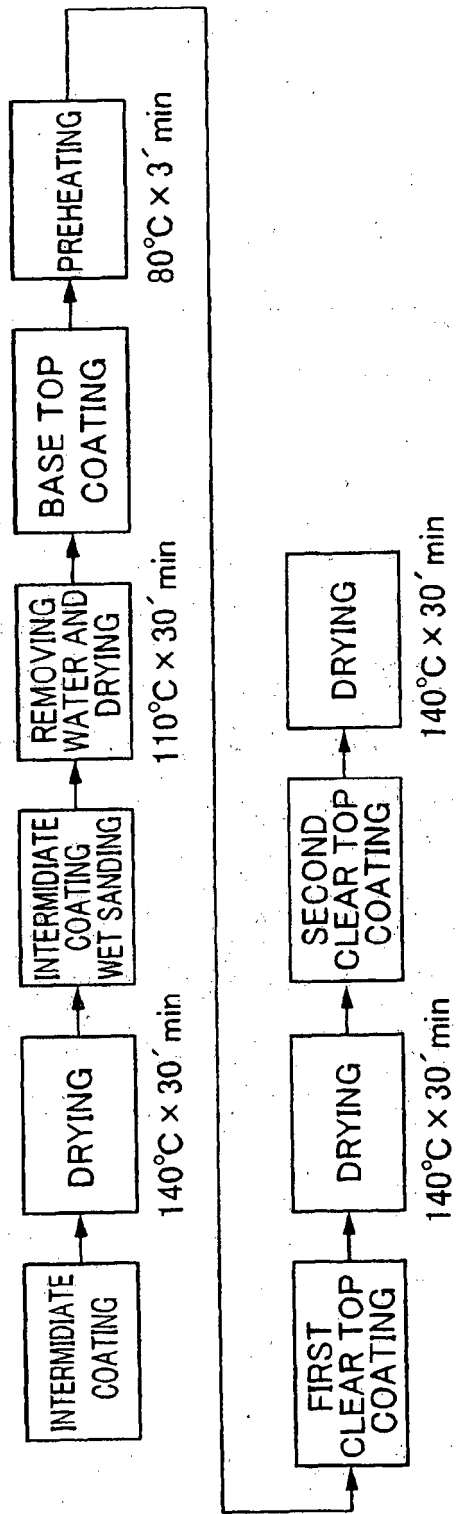 INTERMIDIATE
COATING
DRYING
140°C × 30´ min
INTERMIDIATE
COATING
WET SANDING
REMOVING
WATER AND
DRYING
110°C × 30´ min
BASE TOP
COATING
PREHEATING
80°C × 3´ min
FIRST
CLEAR TOP
COATING
DRYING
140°C × 30´ min
SECOND
CLEAR TOP
COATING
DRYING
140°C × 30´ min